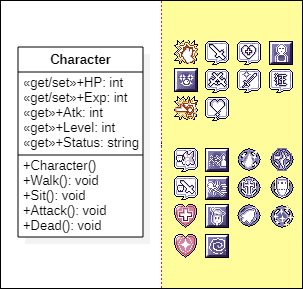 Character
«get/set»+HP: int
«get/set»+Exp: int
«get»+Atk: int
«get»+Level: int
«get»+Status: string
+Character()
+Walk(): void
+Sit(): void
+Attack(): void
+Dead(): void